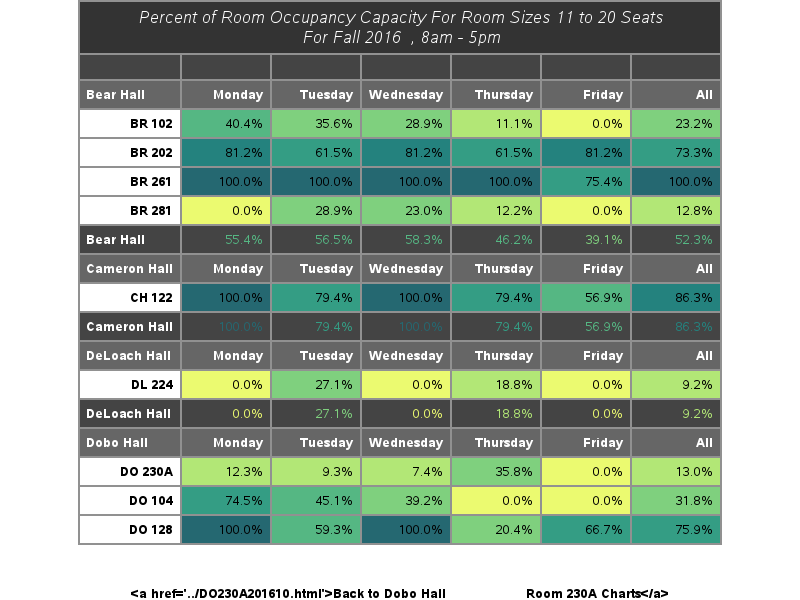 Percent of Room Occupancy Capacity For Room Sizes 11 to 20 Seats
For Fall 2016 , 8am - 5pm
Bear Hall Monday Tuesday Wednesday Thursday Friday All
BR 102 40.4% 35.6% 28.9% 11.1% 0.0% 23.2%
BR 202 81.2% 61.5% 81.2% 61.5% 81.2% 73.3%
BR 261 100.0% 100.0% 100.0% 100.0% 75.4% 100.0%
BR 281 0.0% 28.9% 23.0% 12.2% 0.0% 12.8%
Bear Hall 55.4% 56.5% 58.3% 46.2% 39.1% 52.3%
Cameron Hall Monday Tuesday Wednesday Thursday Friday All
CH 122 100.0% 79.4% 100.0% 79.4% 56.9% 86.3%
Cameron Hall 100.0% 79.4% 100.0% 79.4% 56.9% 86.3%
DeLoach Hall Monday Tuesday Wednesday Thursday Friday All
DL 224 0.0% 27.1% 0.0% 18.8% 0.0% 9.2%
DeLoach Hall 0.0% 27.1% 0.0% 18.8% 0.0% 9.2%
Dobo Hall Monday Tuesday Wednesday Thursday Friday All
DO 230A 12.3% 9.3% 7.4% 35.8% 0.0% 13.0%
DO 104 74.5% 45.1% 39.2% 0.0% 0.0% 31.8%
DO 128 100.0% 59.3% 100.0% 20.4% 66.7% 75.9%
<a href='../DO230A201610.html'>Back to Dobo Hall Room 230A Charts</a>